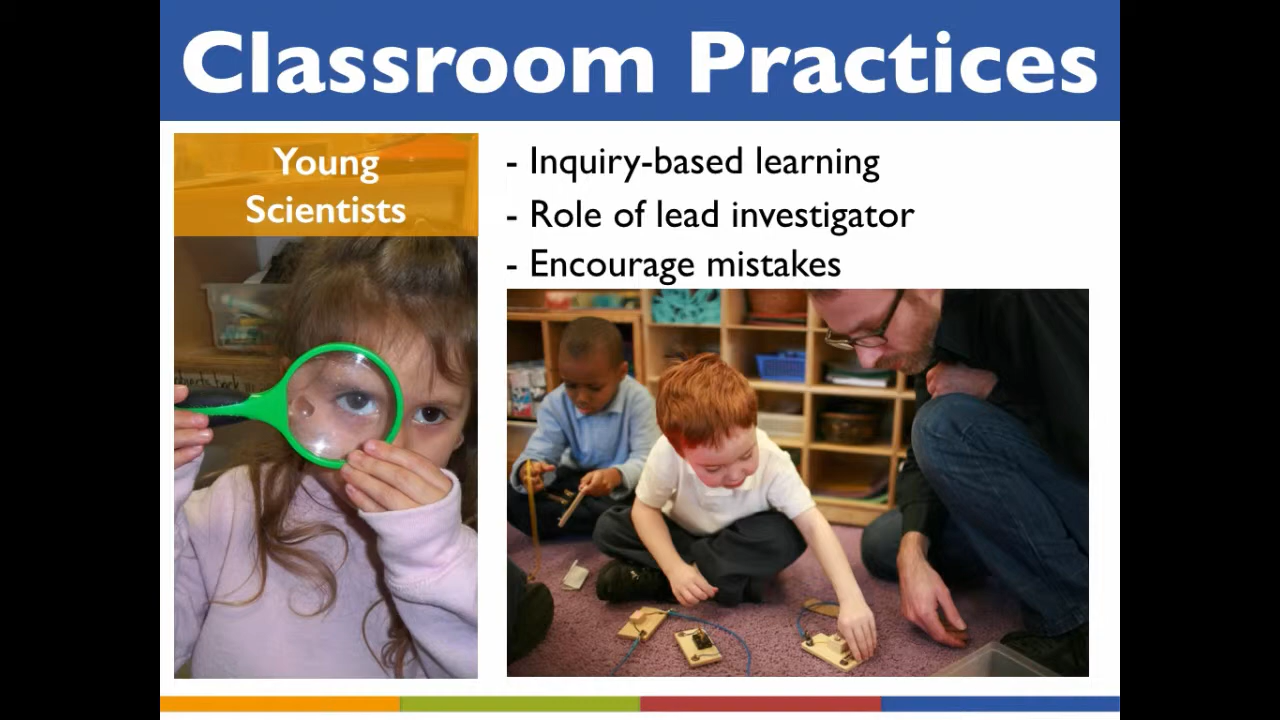 Classroom Practices
Young
Scientists
- Inquiry-based learning
- Role of lead investigator
- Encourage mistakes